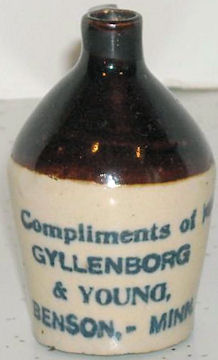 Compliments of
GYLLENBORG
& YOUNG,
BENSON,- MINN